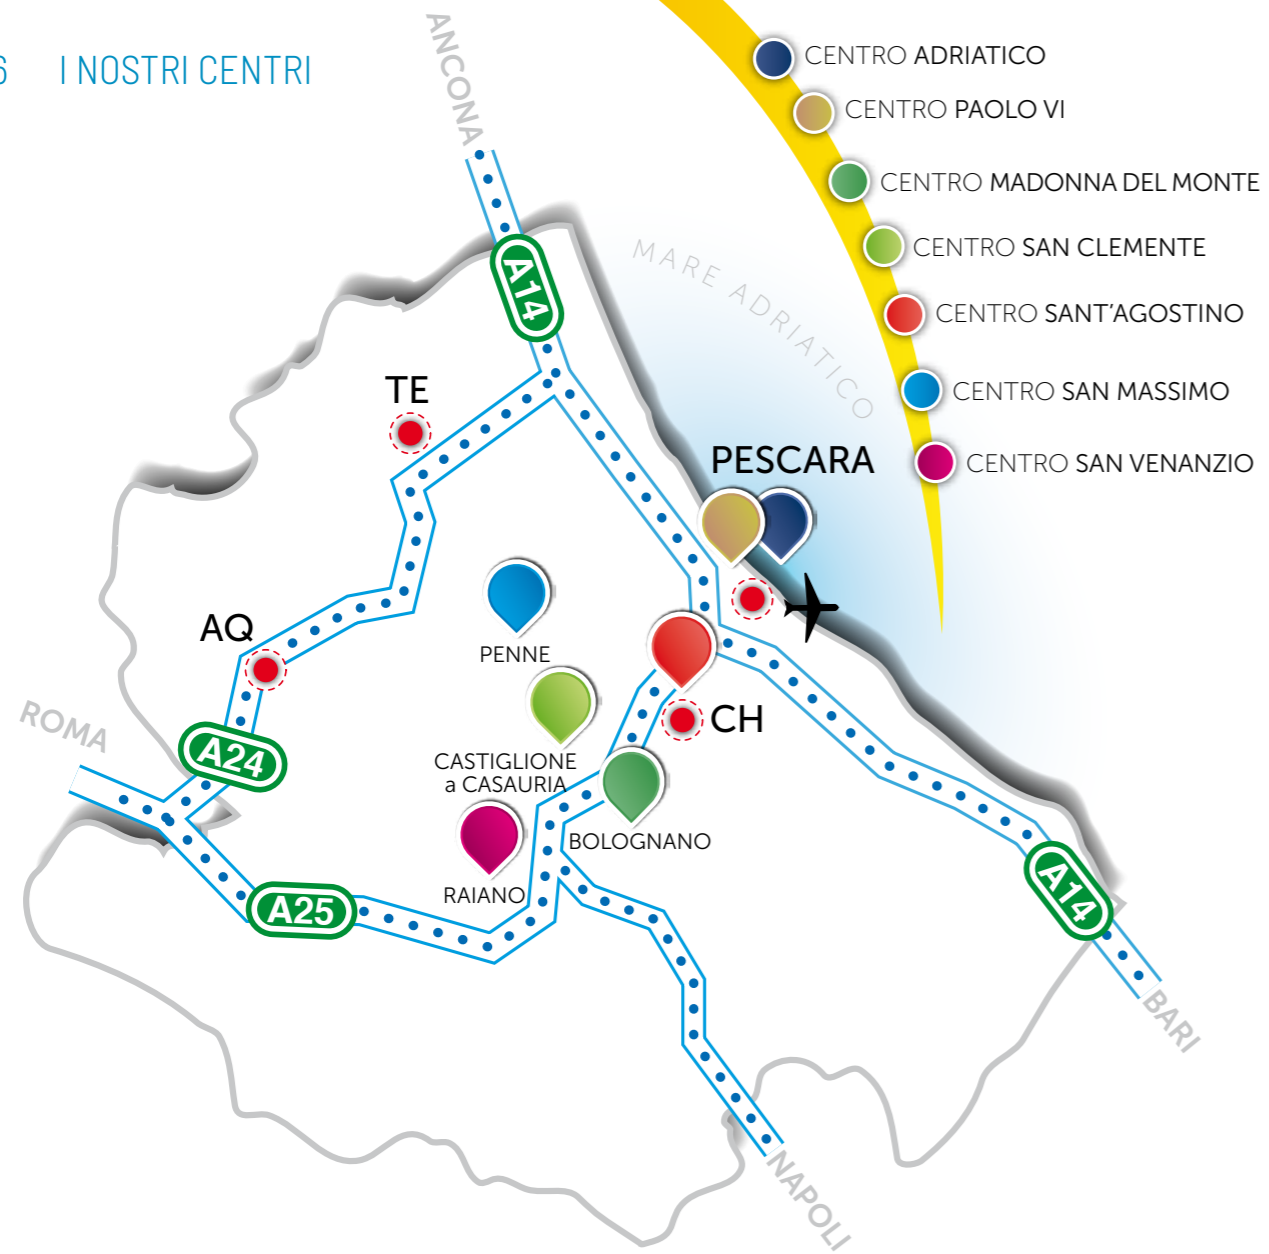 6 I NOSTRI CENTRI
ANCONA
CENTRO ADRIATICO
CENTRO PAOLO VI
CENTRO MADONNA DEL MONTE
CENTRO SAN CLEMENTE
CENTRO SANT'AGOSTINO
CENTRO SAN MASSIMO
CENTRO SAN VENANZIO
MARE ADRIATICO
A14
TE
PESCARA
AQ
PENNE
ROMA
A24
CH
CASTIGLIONE
a CASAURIA
BOLOGNANO
RAIANO
A25
A14
BARI
NAPOLI